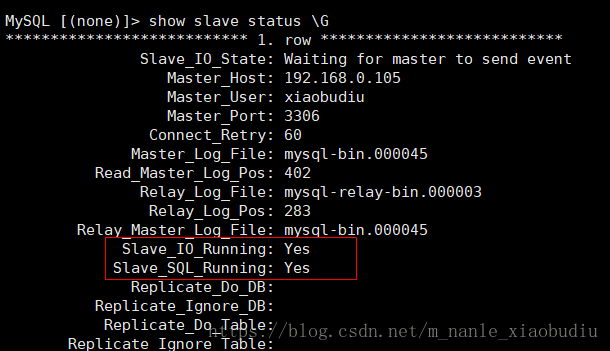 MySQL [(none)]> show slave status \G
*************************** 1. row ***************************
Slave_IO_State: Waiting for master to send event
Master_Host: 192.168.0.105
Master_User: xiaobudiu
Master_Port: 3306
Connect_Retry: 60
Master_Log_File: mysql-bin.000045
Read_Master_Log_Pos: 402
Relay_Log_File: mysql-relay-bin.000003
Relay_Log_Pos: 283
Relay_Master_Log_File: mysql-bin.000045
Slave_IO_Running: Yes
Slave_SQL_Running: Yes
Replicate_Do_DB:
Replicate_Ignore_DB:
Replicate_Do_Table:
https://blog.csdn.net/m_nanle_xiaobudiu
Replicate_Ignore_Table: